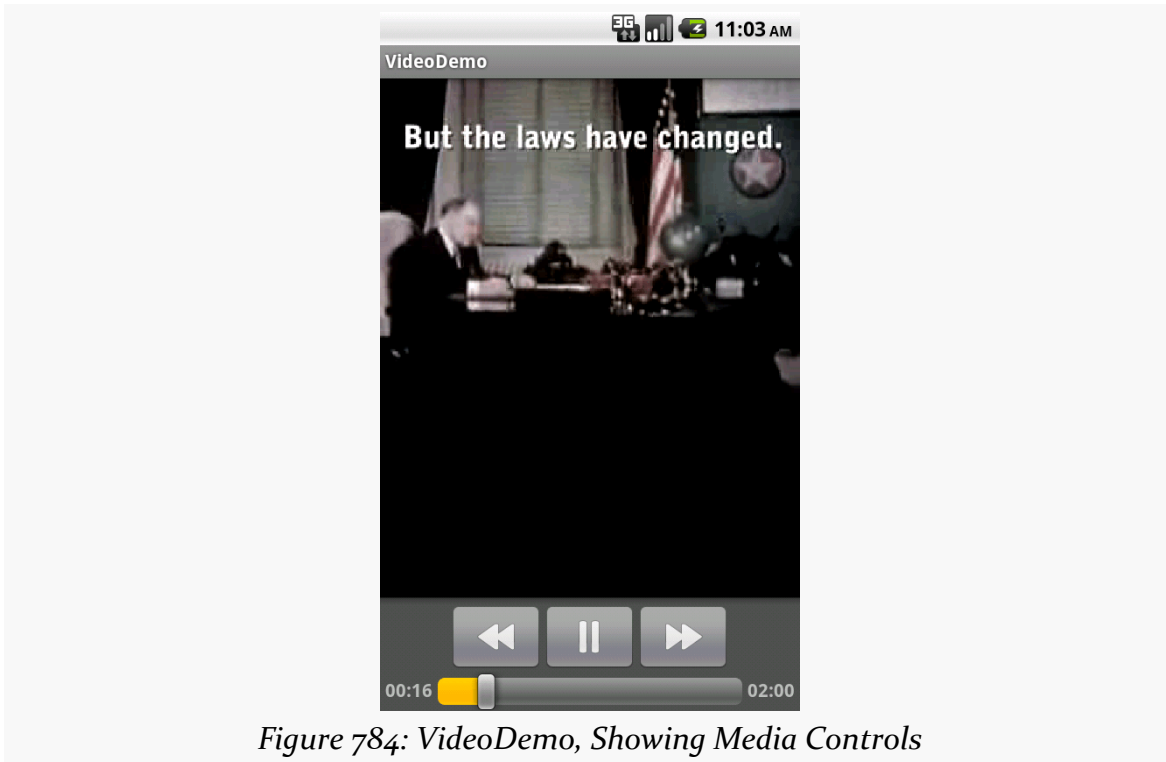 3G 11:03 AM
VideoDemo
But the laws have changed.
00:16 02:00
Figure 784: VideoDemo, Showing Media Controls